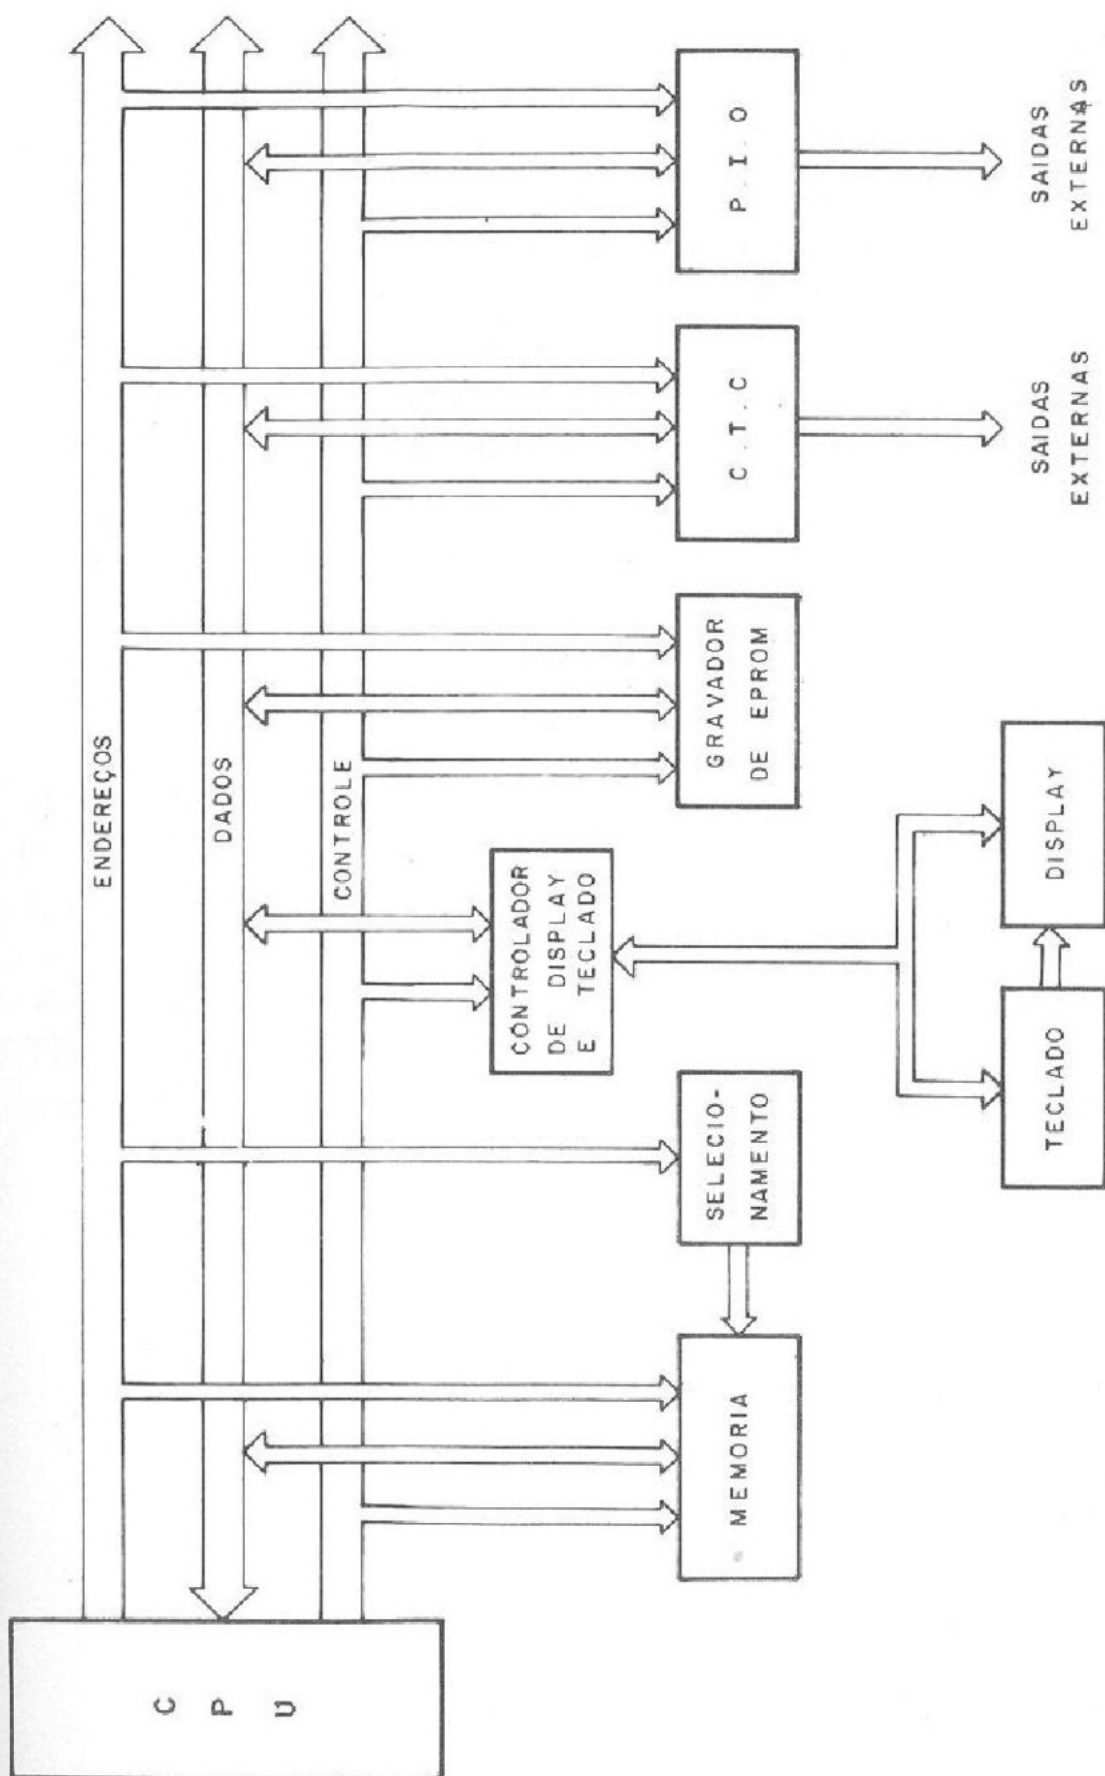 C P U
ENDEREÇOS
DADOS
CONTROLE
MEMORIA
SELECIO-
NAMENTO
CONTROLADOR
DE DISPLAY
E TECLADO
TECLADO
DISPLAY
GRAVADOR
DE EPROM
C.T.C
SAIDAS
EXTERNAS
P.I.O
SAIDAS
EXTERNAS